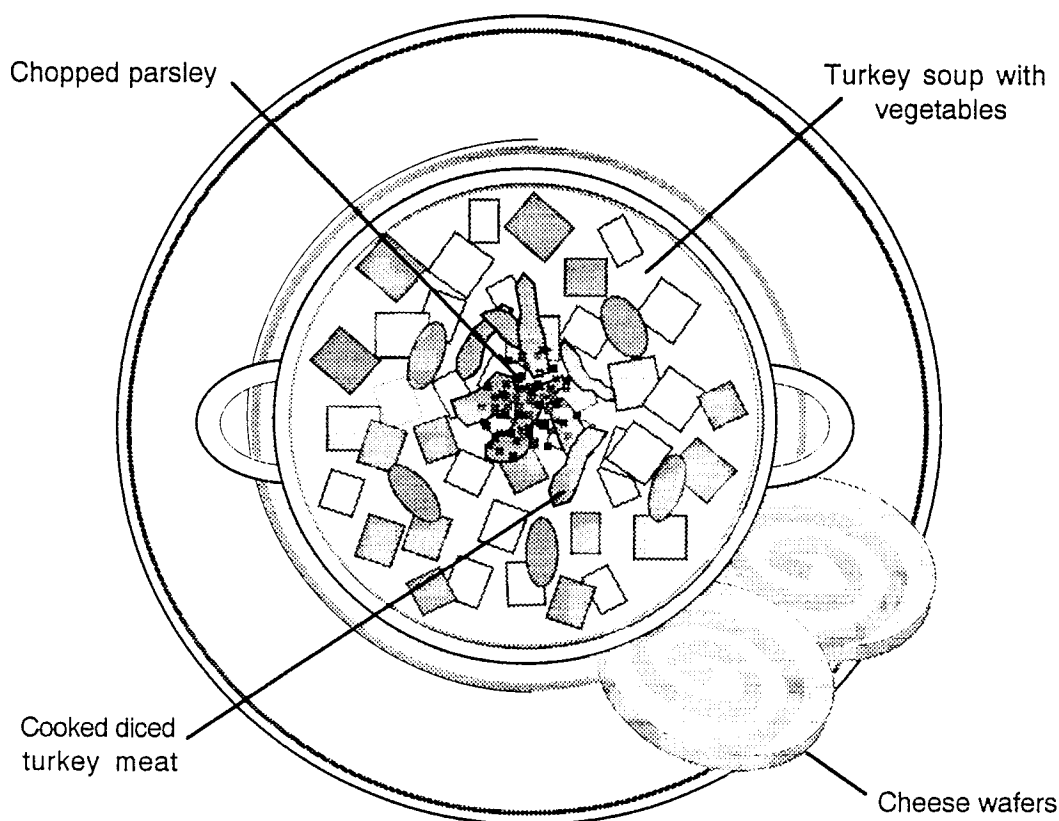 Chopped parsley
Turkey soup with
vegetables
Cooked diced
turkey meat
Cheese wafers